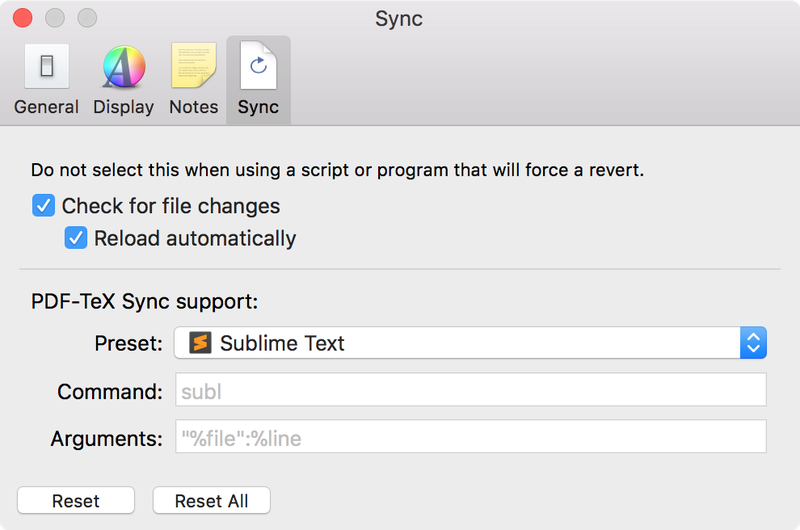 Sync
General Display Notes Sync
Do not select this when using a script or program that will force a revert.
Check for file changes
Reload automatically
PDF-TeX Sync support:
Preset: Sublime Text
Command: subl
Arguments: "%file":%line
Reset Reset All